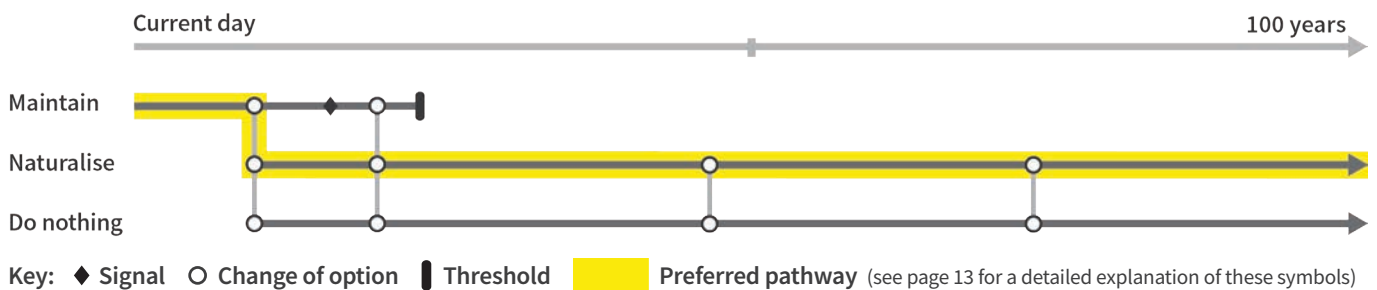 Current day
100 years
Maintain
Naturalise
Do nothing
Key: Signal Change of option Threshold Preferred pathway (see page 13 for a detailed explanation of these symbols)